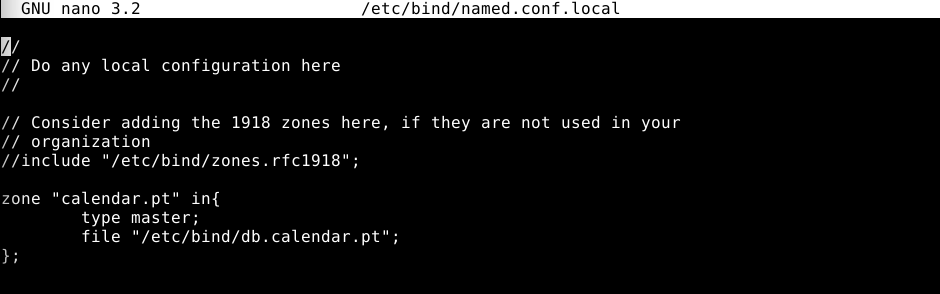 GNU nano 3.2 /etc/bind/named.conf.local
//
// Do any local configuration here
//
// Consider adding the 1918 zones here, if they are not used in your
// organization
//include "/etc/bind/zones.rfc1918";
zone "calendar.pt" in{
type master;
file "/etc/bind/db.calendar.pt";
};